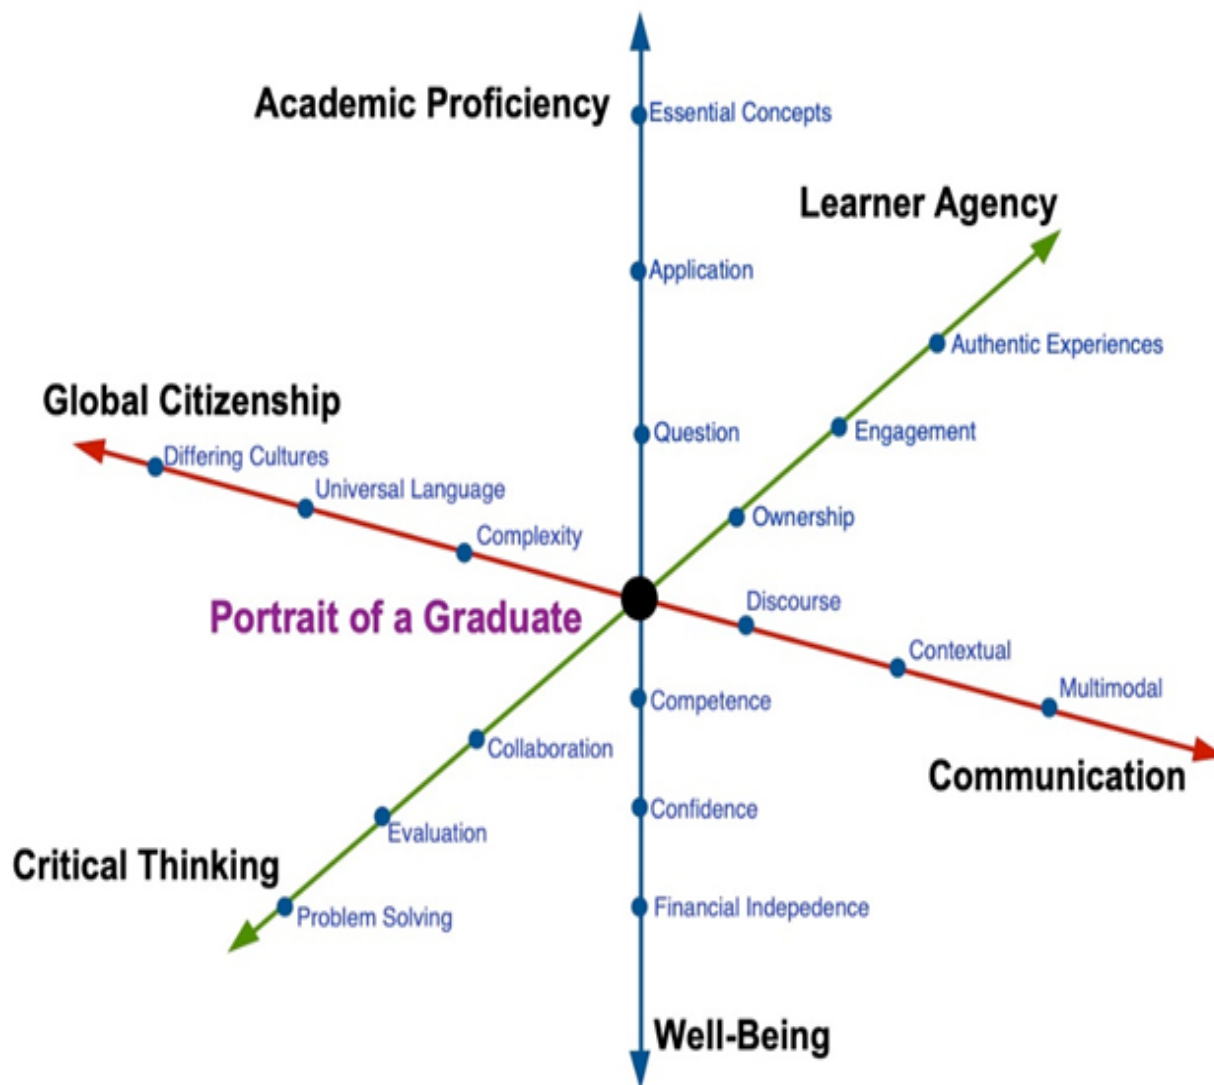 Academic Proficiency
Essential Concepts
Learner Agency
Application
Authentic Experiences
Global Citizenship
Question
Engagement
Differing Cultures
Universal Language
Ownership
Complexity
Portrait of a Graduate
Discourse
Contextual
Multimodal
Competence
Collaboration
Communication
Confidence
Evaluation
Critical Thinking
Problem Solving
Financial Indepedence
Well-Being